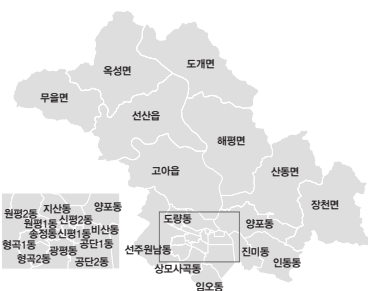 도개면
옥성면
무을면
선산읍
해평면
고아읍
산동면
장천면
도량동
양포동
선주원남동
진미동
인동동
상모사곡동
임오동
원평2동
지산동
양포동
원평1동
신평2동
송정동
신평1동
비산동
형곡1동
광평동
공단1동
형곡2동
공단2동